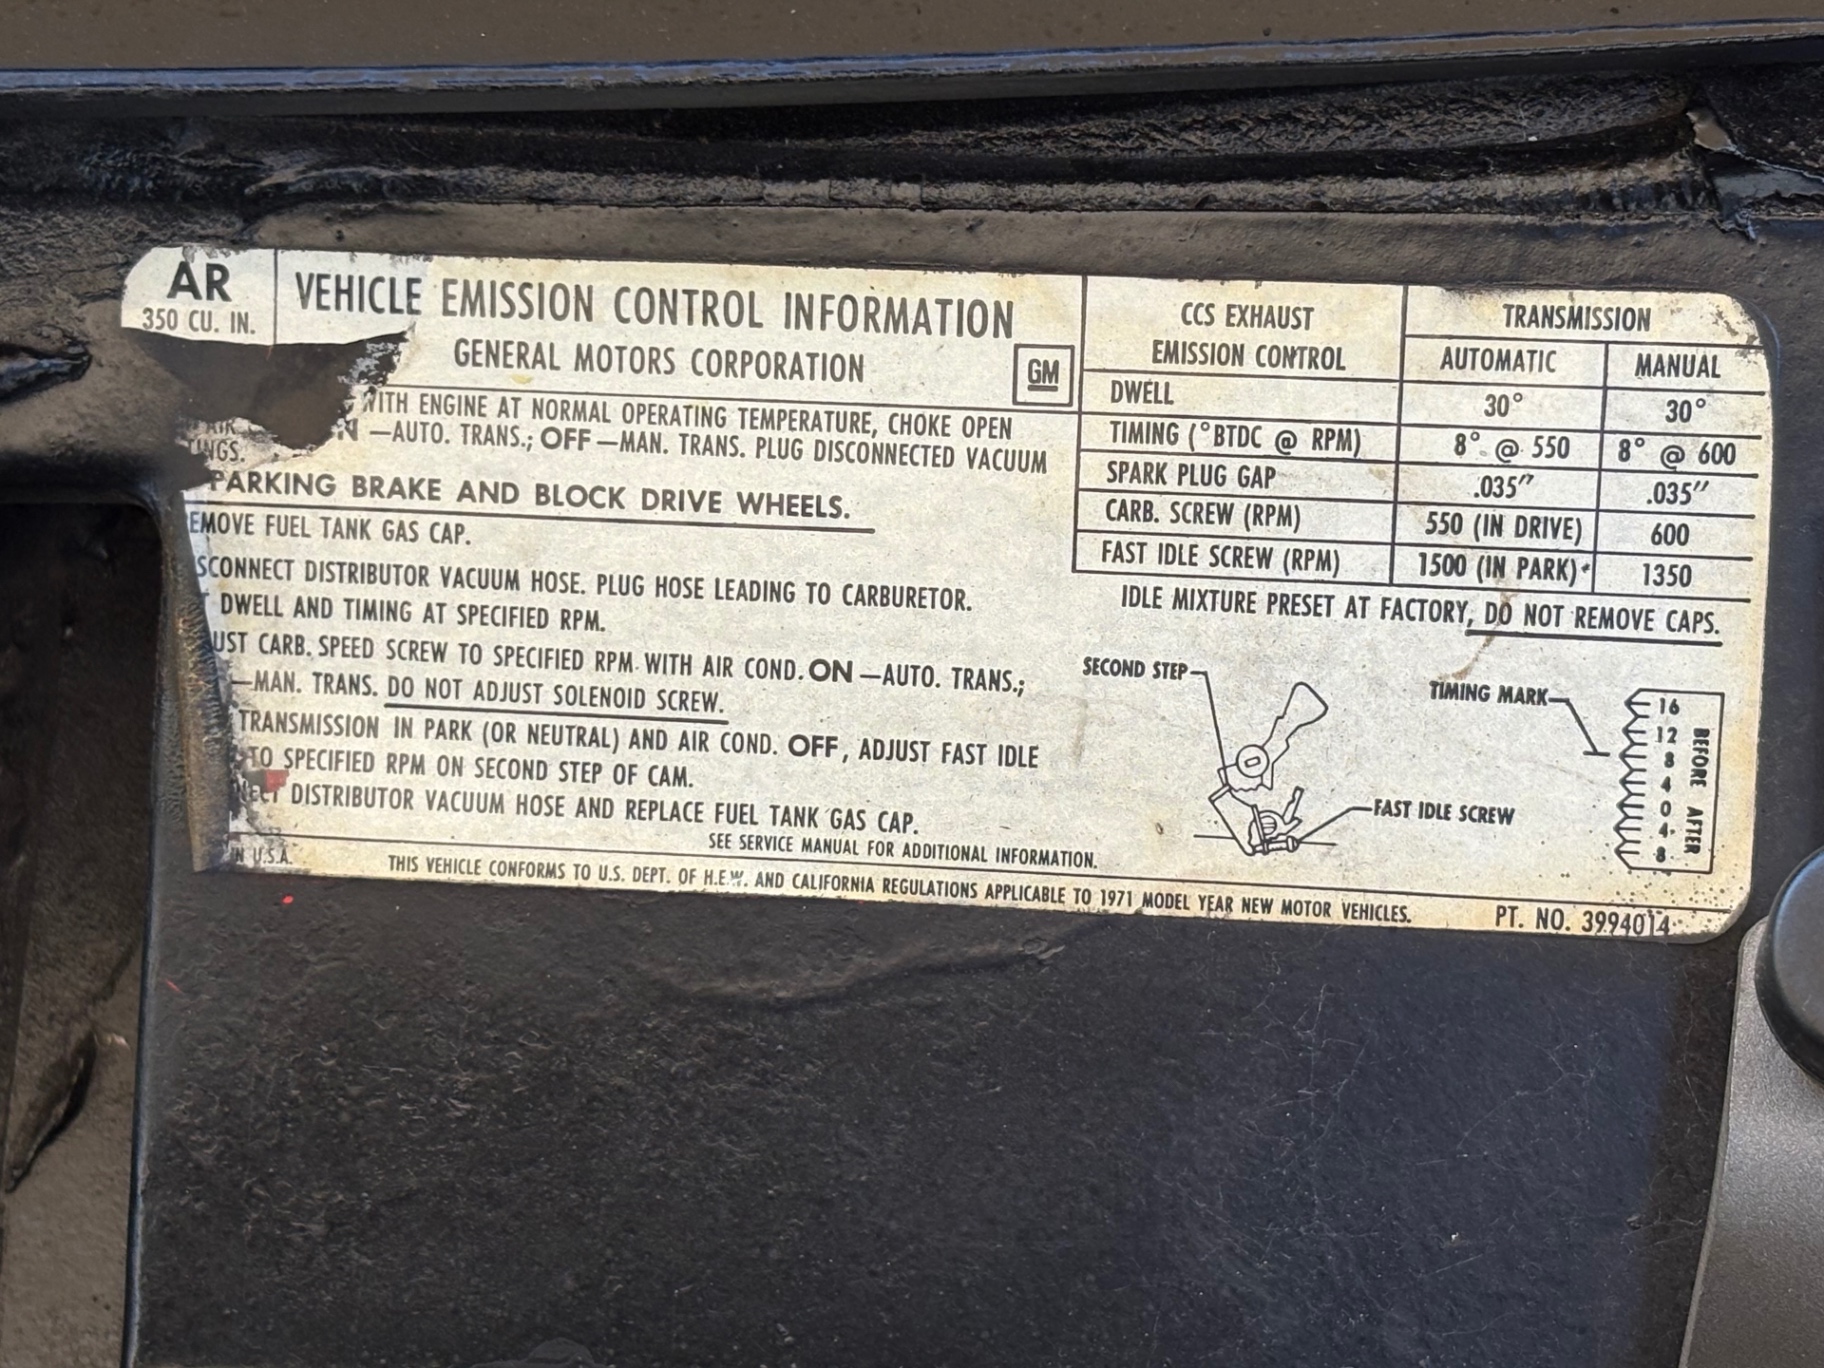 AR
350 CU. IN.
VEHICLE EMISSION CONTROL INFORMATION
GENERAL MOTORS CORPORATION
GM
WITH ENGINE AT NORMAL OPERATING TEMPERATURE, CHOKE OPEN
AIR
N —AUTO. TRANS.; OFF —MAN. TRANS. PLUG DISCONNECTED VACUUM
INGS.
PARKING BRAKE AND BLOCK DRIVE WHEELS.
EMOVE FUEL TANK GAS CAP.
SCONNECT DISTRIBUTOR VACUUM HOSE. PLUG HOSE LEADING TO CARBURETOR.
T DWELL AND TIMING AT SPECIFIED RPM.
UST CARB. SPEED SCREW TO SPECIFIED RPM WITH AIR COND. ON —AUTO. TRANS.;
—MAN. TRANS. DO NOT ADJUST SOLENOID SCREW.
TRANSMISSION IN PARK (OR NEUTRAL) AND AIR COND. OFF, ADJUST FAST IDLE
TO SPECIFIED RPM ON SECOND STEP OF CAM.
NECT DISTRIBUTOR VACUUM HOSE AND REPLACE FUEL TANK GAS CAP.
SEE SERVICE MANUAL FOR ADDITIONAL INFORMATION.
IN U.S.A.
THIS VEHICLE CONFORMS TO U.S. DEPT. OF H.E.W. AND CALIFORNIA REGULATIONS APPLICABLE TO 1971 MODEL YEAR NEW MOTOR VEHICLES.
PT. NO. 3994014
CCS EXHAUST
EMISSION CONTROL
TRANSMISSION
AUTOMATIC MANUAL
DWELL 30° 30°
TIMING (°BTDC @ RPM) 8° @ 550 8° @ 600
SPARK PLUG GAP .035" .035"
CARB. SCREW (RPM) 550 (IN DRIVE) 600
FAST IDLE SCREW (RPM) 1500 (IN PARK) 1350
IDLE MIXTURE PRESET AT FACTORY, DO NOT REMOVE CAPS.
SECOND STEP
FAST IDLE SCREW
TIMING MARK
16
12
8
4
0
4
8
BEFORE
AFTER